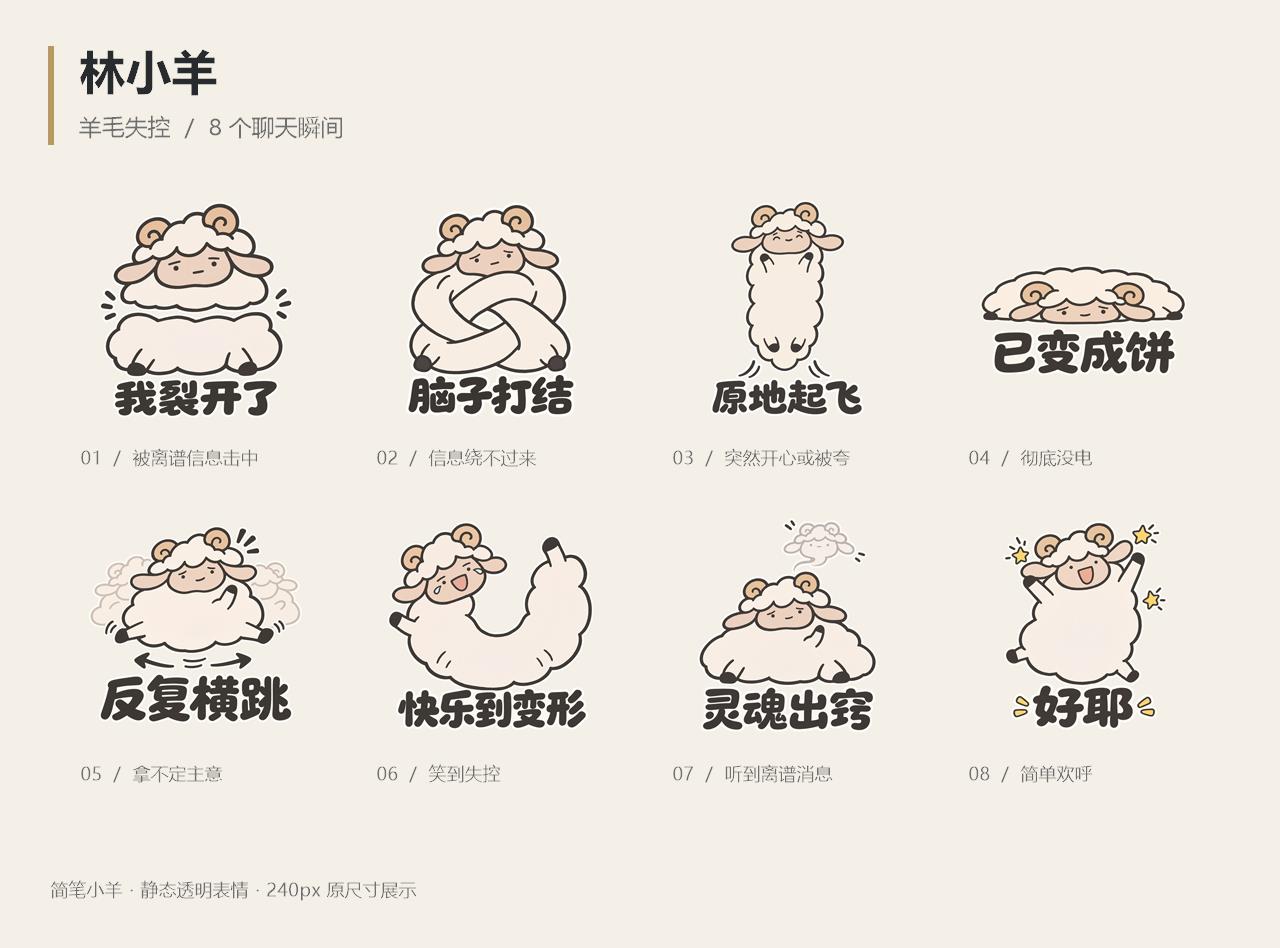 林小羊
羊毛失控 / 8 个聊天瞬间
我裂开了
脑子打结
原地起飞
已变成饼
01 / 被离谱信息击中
02 / 信息绕不过来
03 / 突然开心或被夸
04 / 彻底没电
反复横跳
快乐到变形
灵魂出窍
好耶
05 / 拿不定主意
06 / 笑到失控
07 / 听到离谱消息
08 / 简单欢呼
简笔小羊 · 静态透明表情 · 240px 原尺寸展示